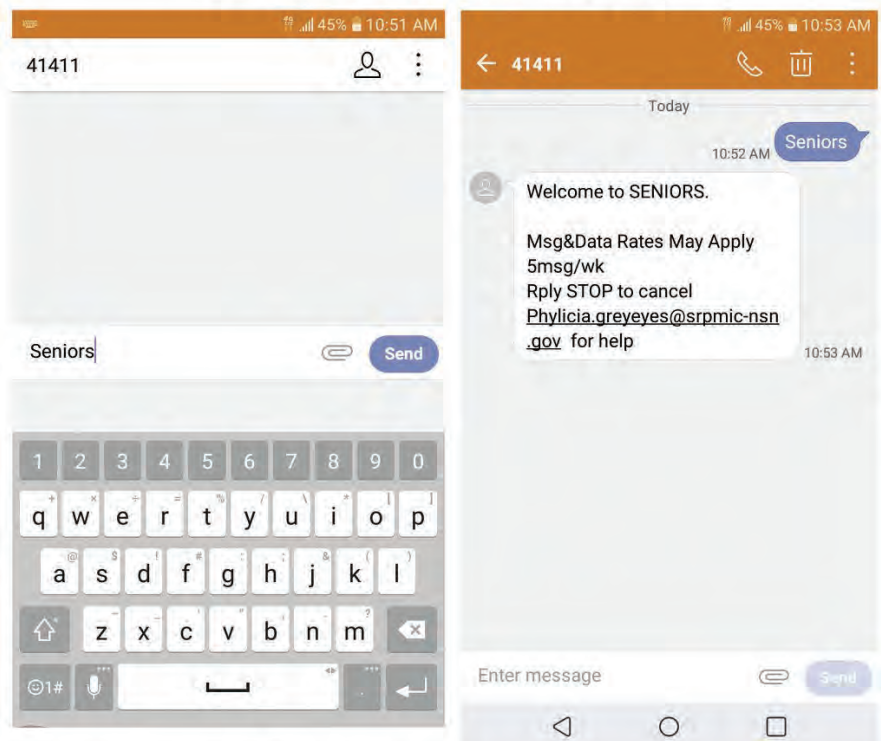 45% 10:51 AM
41411
Seniors
Send
1 2 3 4 5 6 7 8 9 0
q w e r t y u i o p
a s d f g h j k l
z x c v b n m
1#
45% 10:53 AM
41411
Today
Seniors
10:52 AM
Welcome to SENIORS.
Msg&Data Rates May Apply
5msg/wk
Rply STOP to cancel
Phylicia.greyeyes@srpmic-nsn
.gov for help
10:53 AM
Enter message
Send